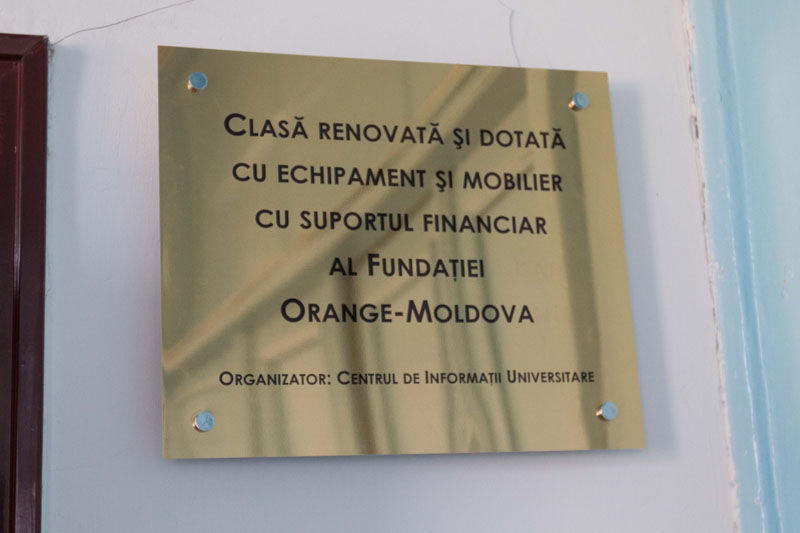 CLASĂ RENOVATĂ ŞI DOTATĂ
CU ECHIPAMENT ŞI MOBILIER
CU SUPORTUL FINANCIAR
AL FUNDAŢIEI
ORANGE-MOLDOVA
ORGANIZATOR: CENTRUL DE INFORMAŢII UNIVERSITARE